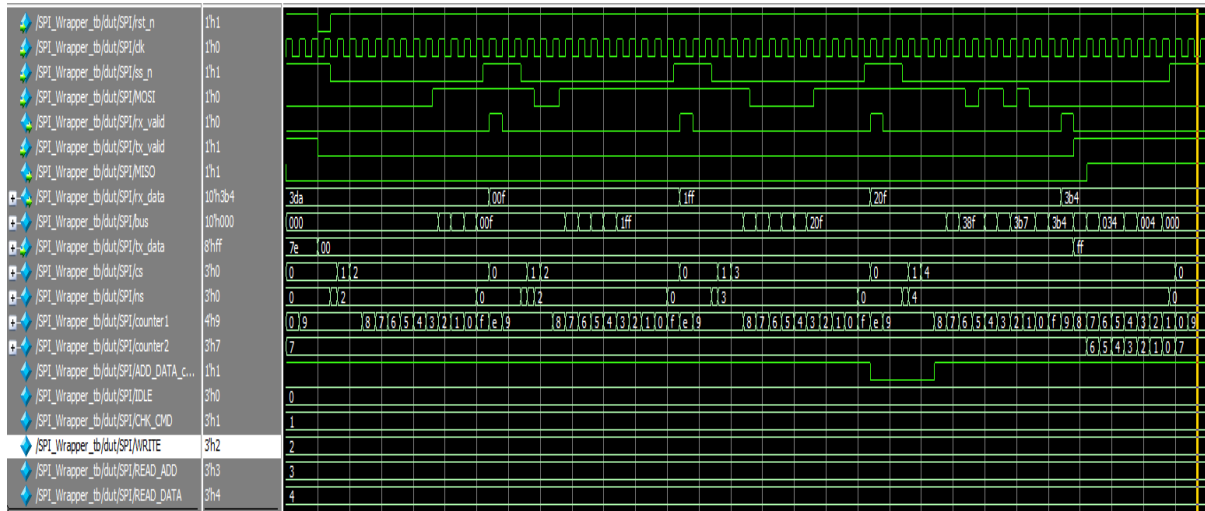 /SPI_Wrapper_tb/dut/SPI/rst_n 1'h1
/SPI_Wrapper_tb/dut/SPI/clk 1'h0
/SPI_Wrapper_tb/dut/SPI/ss_n 1'h1
/SPI_Wrapper_tb/dut/SPI/MOSI 1'h0
/SPI_Wrapper_tb/dut/SPI/rx_valid 1'h0
/SPI_Wrapper_tb/dut/SPI/tx_valid 1'h1
/SPI_Wrapper_tb/dut/SPI/MISO 1'h1
/SPI_Wrapper_tb/dut/SPI/rx_data 10'h3b4 3da 00f 1ff 20f 3b4
/SPI_Wrapper_tb/dut/SPI/bus 10'h000 000 00f 1ff 20f 38f 3b7 3b4 034 004 000
/SPI_Wrapper_tb/dut/SPI/tx_data 8'hff 7e 00 ff
/SPI_Wrapper_tb/dut/SPI/cs 3'h0 0 1 2 0 1 2 0 1 3 0 1 4 0
/SPI_Wrapper_tb/dut/SPI/ns 3'h0 0 2 0 2 0 3 0 4 0
/SPI_Wrapper_tb/dut/SPI/counter1 4'h9 0 9 8 7 6 5 4 3 2 1 0 f e 9 8 7 6 5 4 3 2 1 0 f e 9 8 7 6 5 4 3 2 1 0 f e 9 8 7 6 5 4 3 2 1 0 f 9 8 7 6 5 4 3 2 1 0 9
/SPI_Wrapper_tb/dut/SPI/counter2 3'h7 7 6 5 4 3 2 1 0 7
/SPI_Wrapper_tb/dut/SPI/ADD_DATA_c... 1'h1
/SPI_Wrapper_tb/dut/SPI/IDLE 3'h0 0
/SPI_Wrapper_tb/dut/SPI/CHK_CMD 3'h1 1
/SPI_Wrapper_tb/dut/SPI/WRITE 3'h2 2
/SPI_Wrapper_tb/dut/SPI/READ_ADD 3'h3 3
/SPI_Wrapper_tb/dut/SPI/READ_DATA 3'h4 4